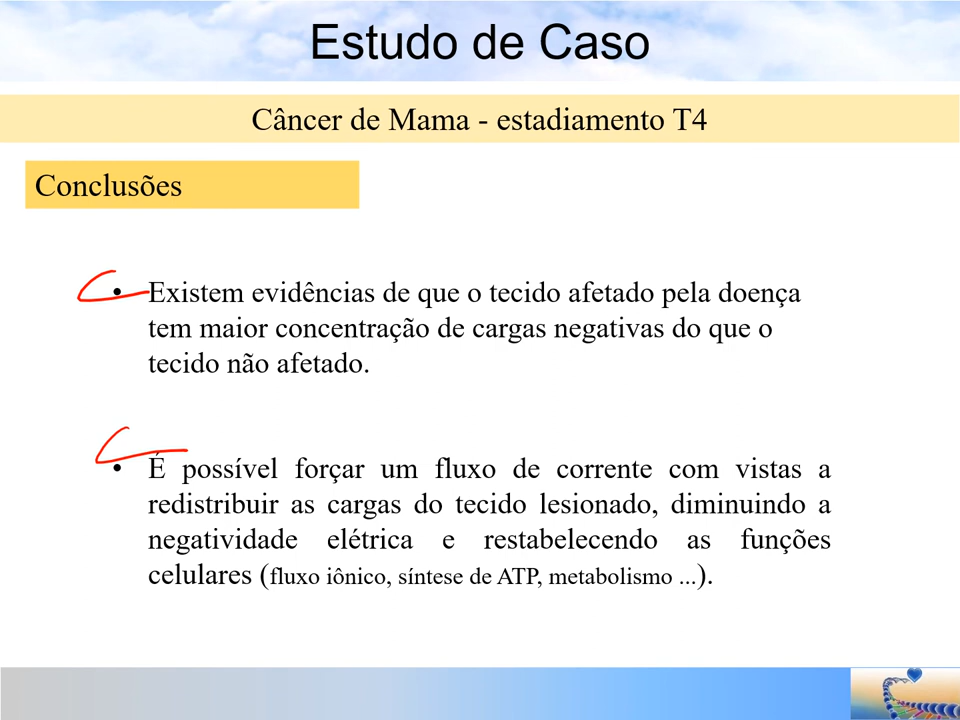 Estudo de Caso
Câncer de Mama - estadiamento T4
Conclusões
• Existem evidências de que o tecido afetado pela doença
tem maior concentração de cargas negativas do que o
tecido não afetado.
• É possível forçar um fluxo de corrente com vistas a
redistribuir as cargas do tecido lesionado, diminuindo a
negatividade elétrica e restabelecendo as funções
celulares (fluxo iônico, síntese de ATP, metabolismo ...).